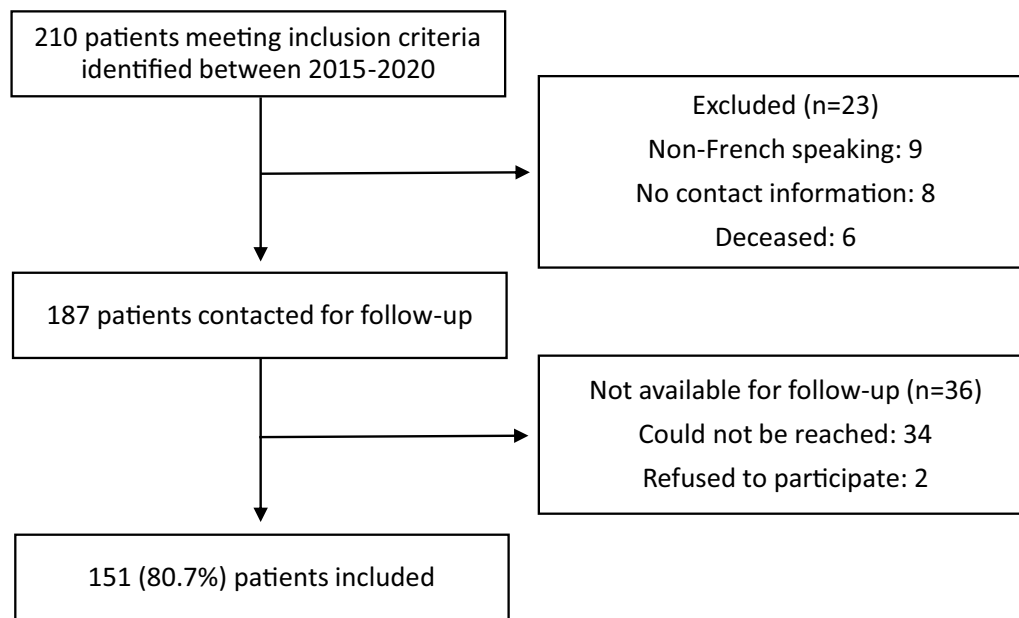 210 patients meeting inclusion criteria
identified between 2015-2020
Excluded (n=23)
Non-French speaking: 9
No contact information: 8
Deceased: 6
187 patients contacted for follow-up
Not available for follow-up (n=36)
Could not be reached: 34
Refused to participate: 2
151 (80.7%) patients included